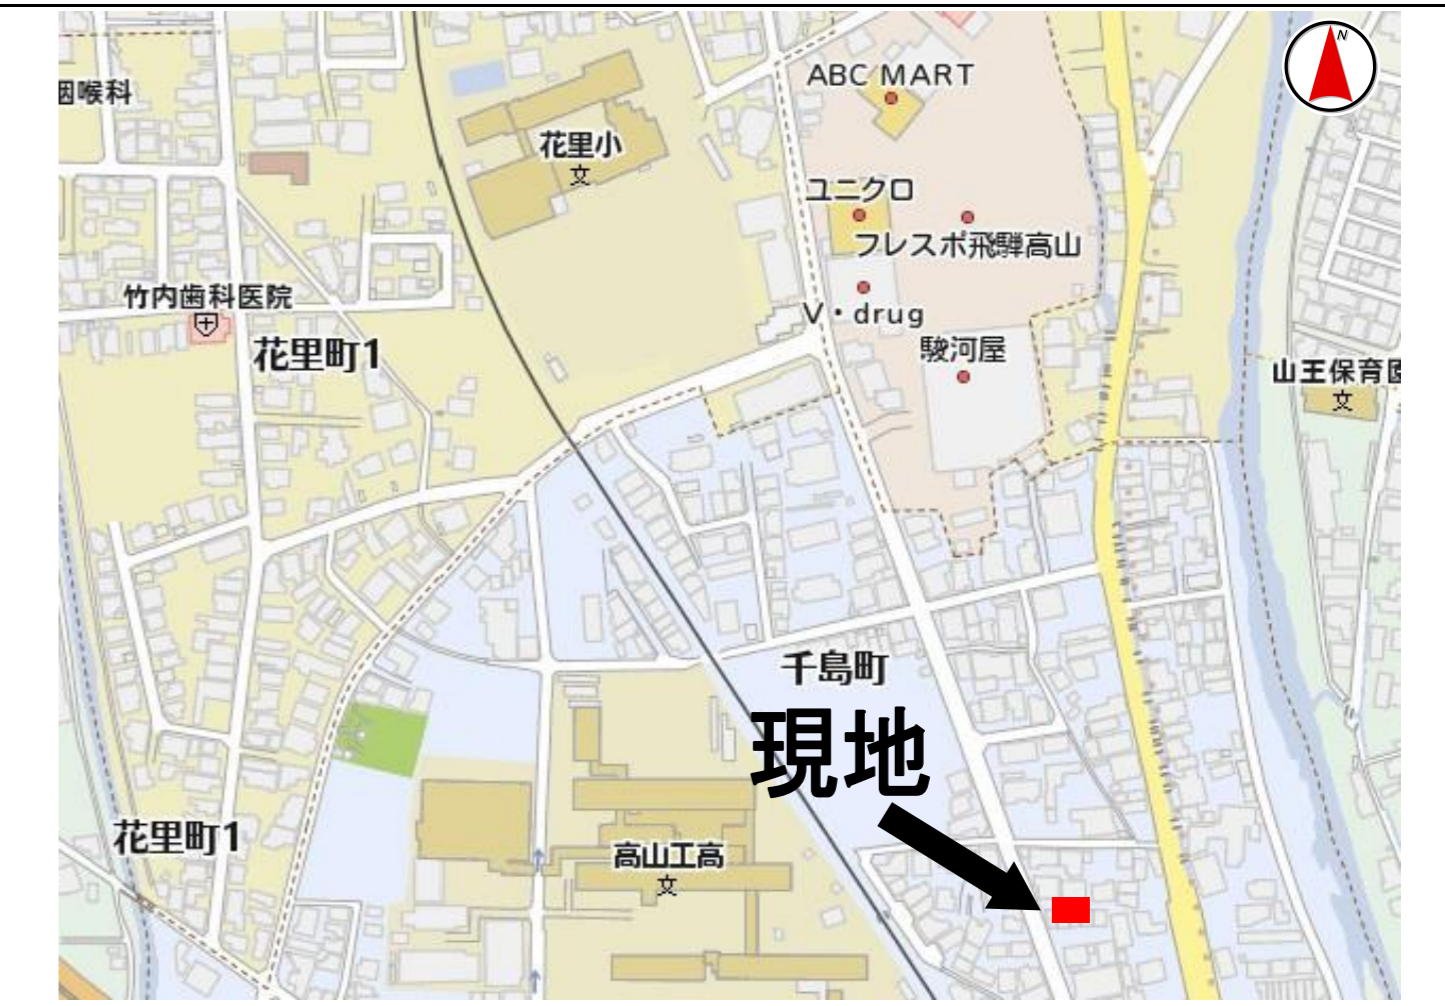 N
ABC MART
咽喉科
花里小
文
ユニクロ
フレスポ飛騨高山
竹内歯科医院
V・drug
花里町1
駿河屋
山王保育園
文
千島町
現地
花里町1
高山工高
文